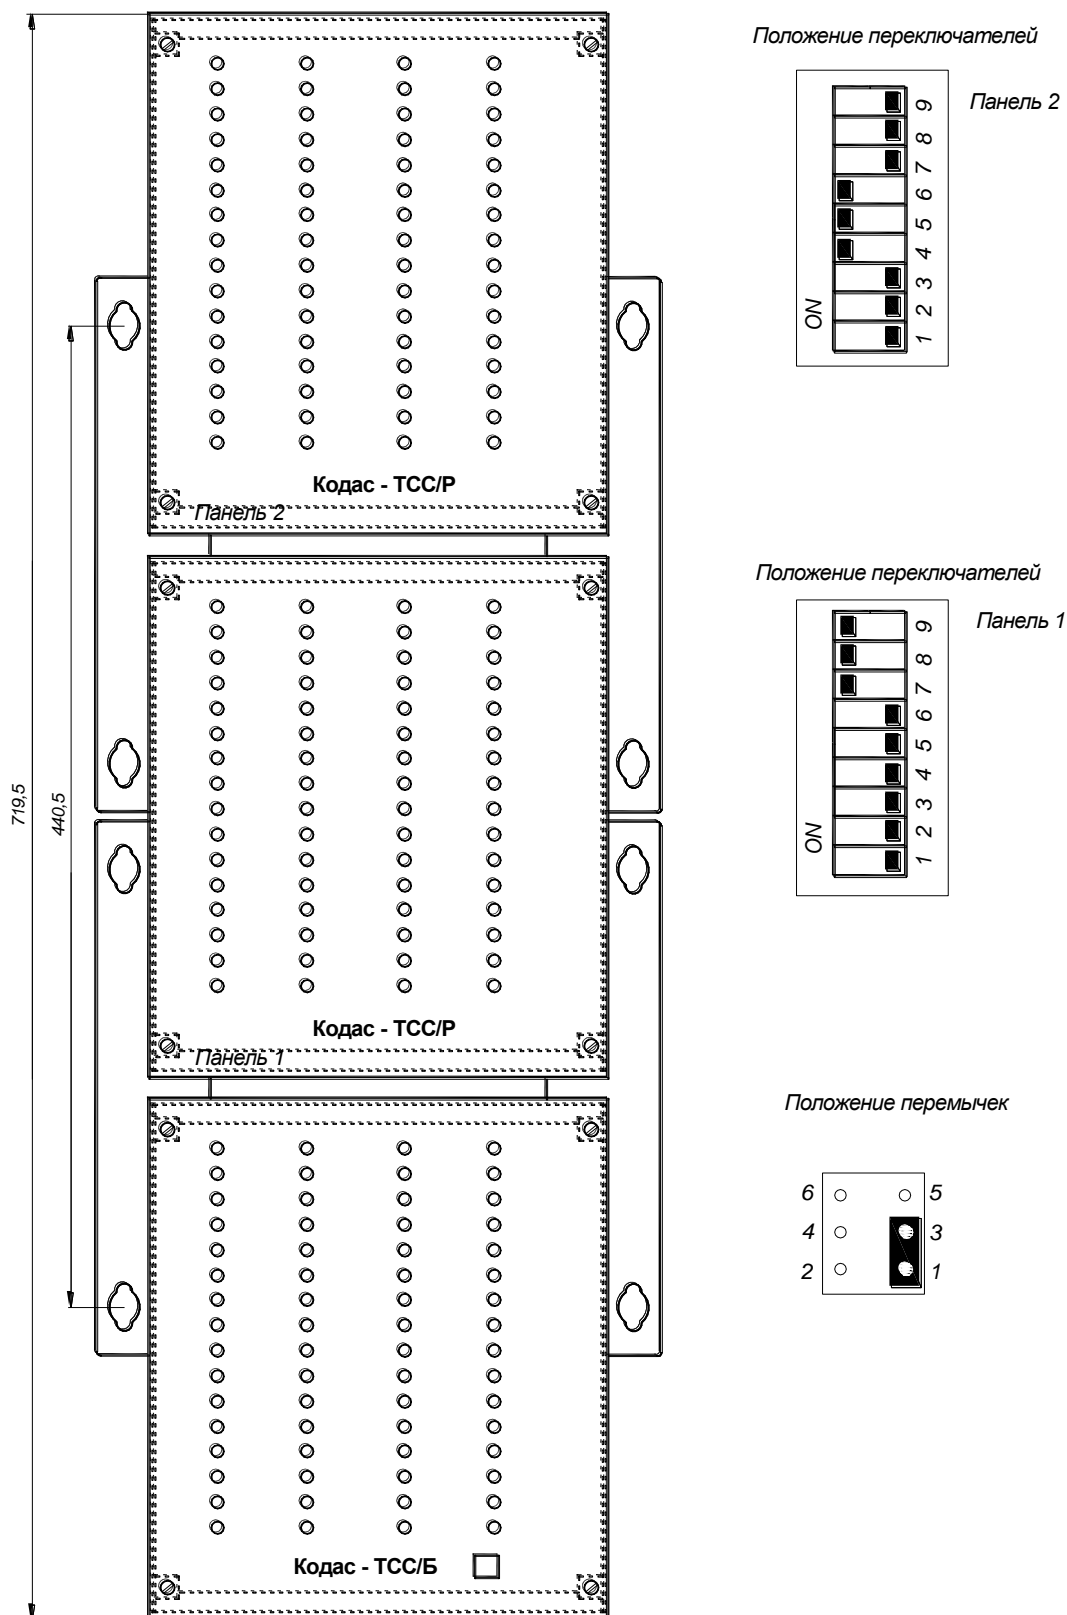 Положение переключателей
Панель 2
9
8
7
6
5
4
3
2
1
ON
Кодас - ТСС/Р
Панель 2
Положение переключателей
Панель 1
9
8
7
6
5
4
3
2
1
ON
719,5
440,5
Кодас - ТСС/Р
Панель 1
Положение перемычек
6 5
4 3
2 1
Кодас - ТСС/Б